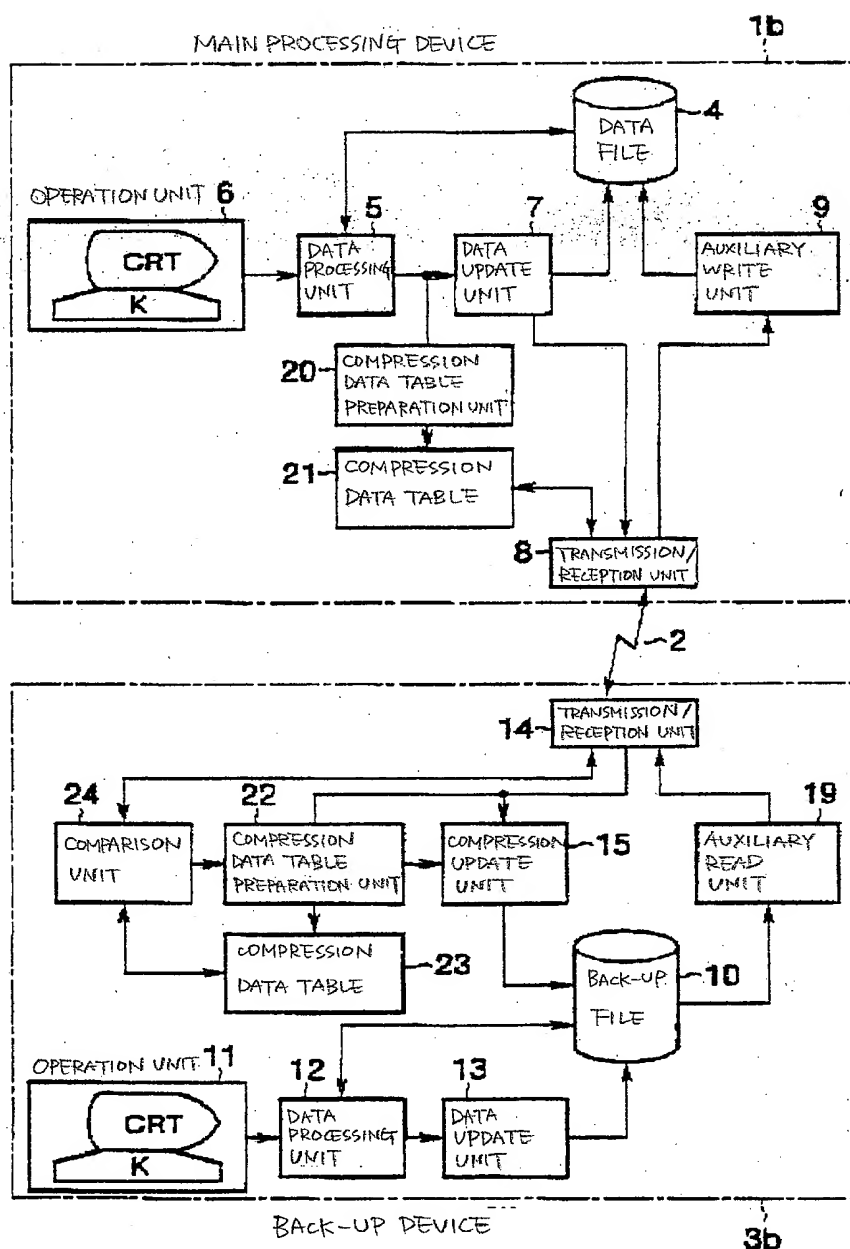 MAIN PROCESSING DEVICE
1b
DATA
FILE
4
OPERATION UNIT 6
CRT
K
5
DATA
PROCESSING
UNIT
7
DATA
UPDATE
UNIT
9
AUXILIARY
WRITE
UNIT
20
COMPRESSION
DATA TABLE
PREPARATION UNIT
21
COMPRESSION
DATA TABLE
8
TRANSMISSION/
RECEPTION UNIT
2
14
TRANSMISSION/
RECEPTION UNIT
24
COMPARISON
UNIT
22
COMPRESSION
DATA TABLE
PREPARATION UNIT
COMPRESSION
UPDATE
UNIT
15
19
AUXILIARY
READ
UNIT
COMPRESSION
DATA TABLE
23
BACK-UP
FILE
10
OPERATION UNIT 11
CRT
K
12
DATA
PROCESSING
UNIT
13
DATA
UPDATE
UNIT
BACK-UP DEVICE
3b